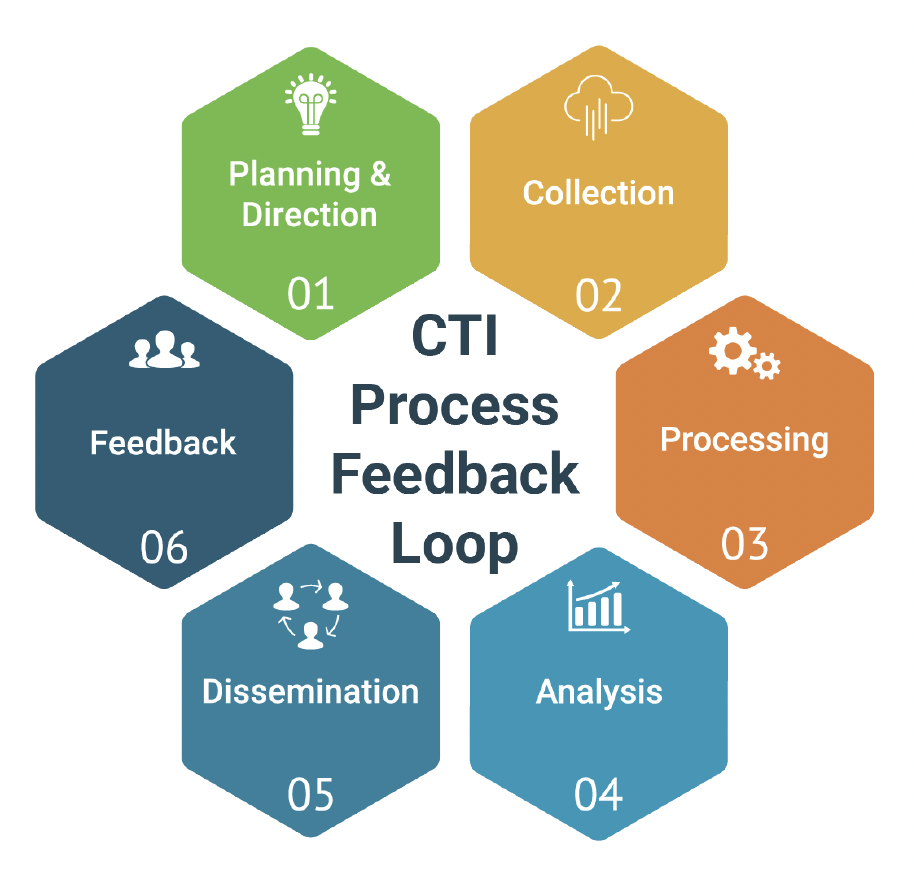 Planning &
Direction
01
Collection
02
CTI
Process
Feedback
Loop
Processing
03
Analysis
04
Dissemination
05
Feedback
06